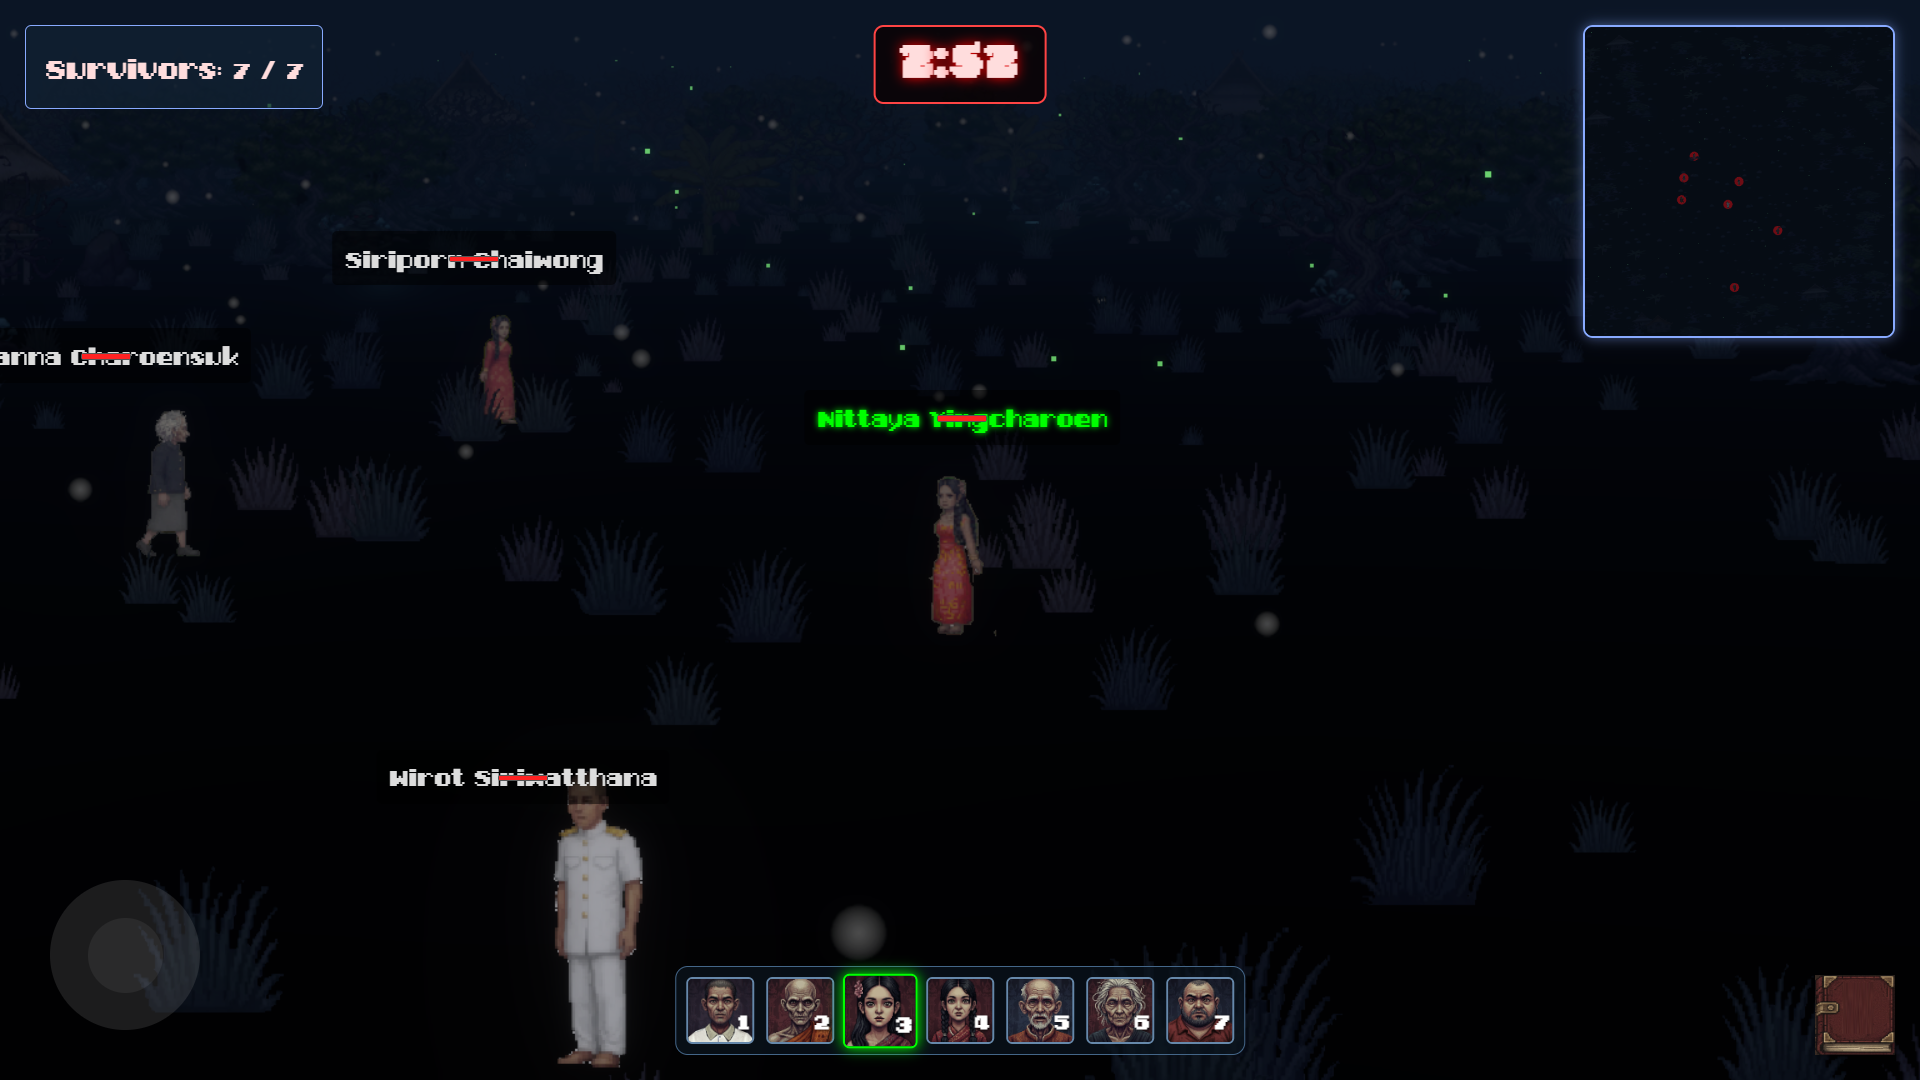 Survivors: 7 / 7
2:52
Siriporn Chaiwong
anna Charoensuk
Nittaya Yingcharoen
Wirot Siriwatthana
1 2 3 4 5 6 7